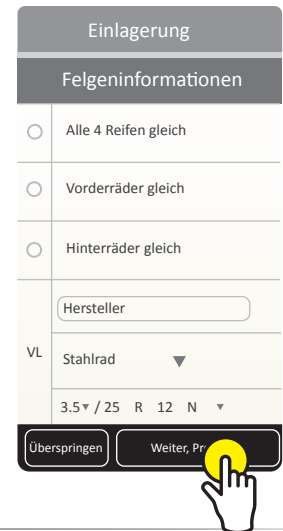 Einlagerung
Felgeninformationen
Alle 4 Reifen gleich
Vorderräder gleich
Hinterräder gleich
Hersteller
VL
Stahlrad ▼
3.5 ▼ / 25 R 12 N ▼
Überspringen
Weiter,